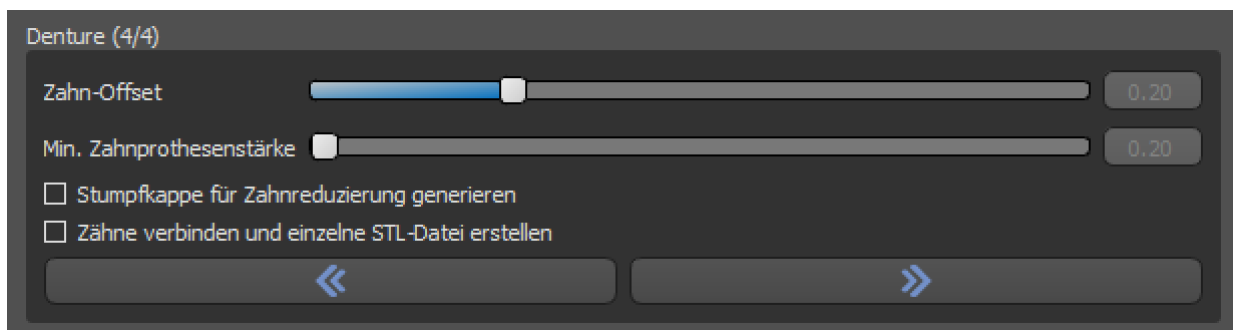 Denture (4/4)
Zahn-Offset 0.20
Min. Zahnprothesenstärke 0.20
Stumpfkappe für Zahnreduzierung generieren
Zähne verbinden und einzelne STL-Datei erstellen